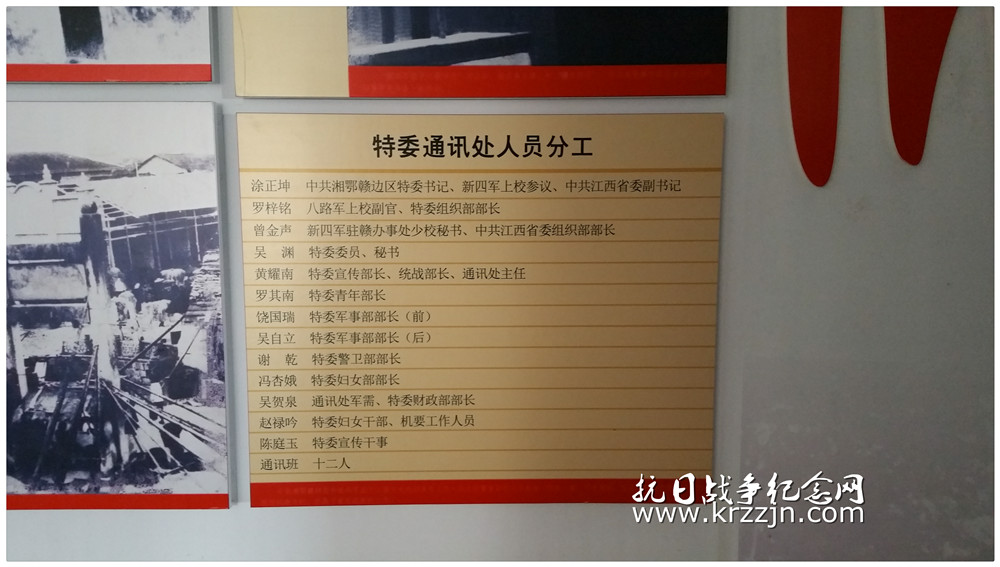 特委通讯处人员分工
涂正坤 中共湘鄂赣边区特委书记、新四军上校参议、中共江西省委副书记
罗梓铭 八路军上校副官、特委组织部部长
曾金声 新四军驻赣办事处少校秘书、中共江西省委组织部部长
吴 渊 特委委员、秘书
黄耀南 特委宣传部长、统战部长、通讯处主任
罗其南 特委青年部长
饶国瑞 特委军事部部长（前）
吴自立 特委军事部部长（后）
谢 乾 特委警卫部部长
冯杏娥 特委妇女部部长
吴贺泉 通讯处军需、特委财政部部长
赵禄吟 特委妇女干部、机要工作人员
陈庭玉 特委宣传干事
通讯班 十二人
抗日战争纪念网
www.krzzjn.com